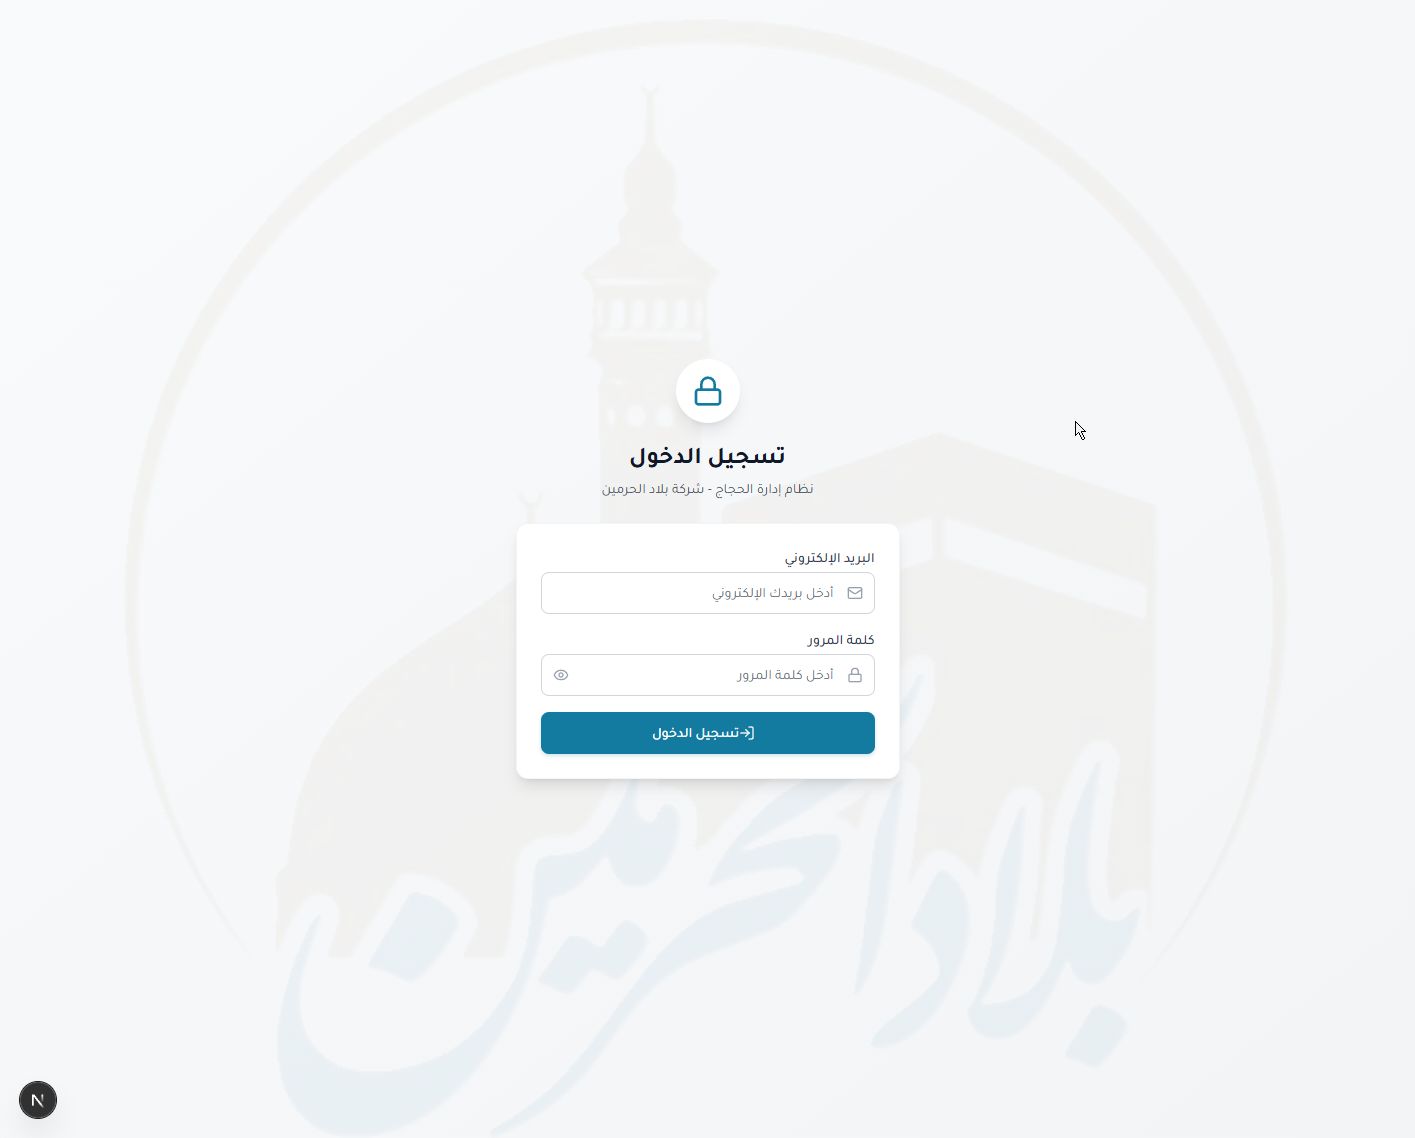 تسجيل الدخول
نظام إدارة الحجاج - شركة بلاد الحرمين
البريد الإلكتروني
أدخل بريدك الإلكتروني
كلمة المرور
أدخل كلمة المرور
تسجيل الدخول
بلاد الحرمين
N